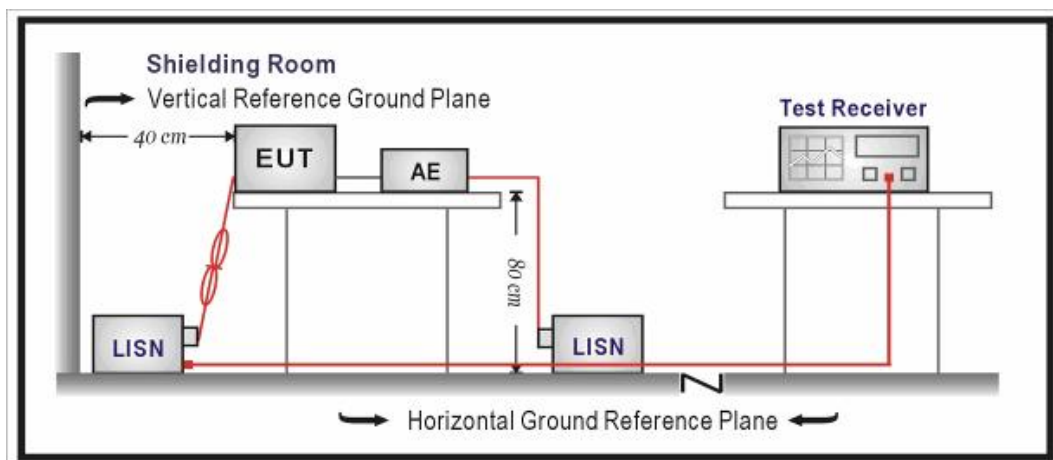 Shielding Room
Vertical Reference Ground Plane
40 cm
EUT
AE
Test Receiver
80 cm
LISN
LISN
Horizontal Ground Reference Plane